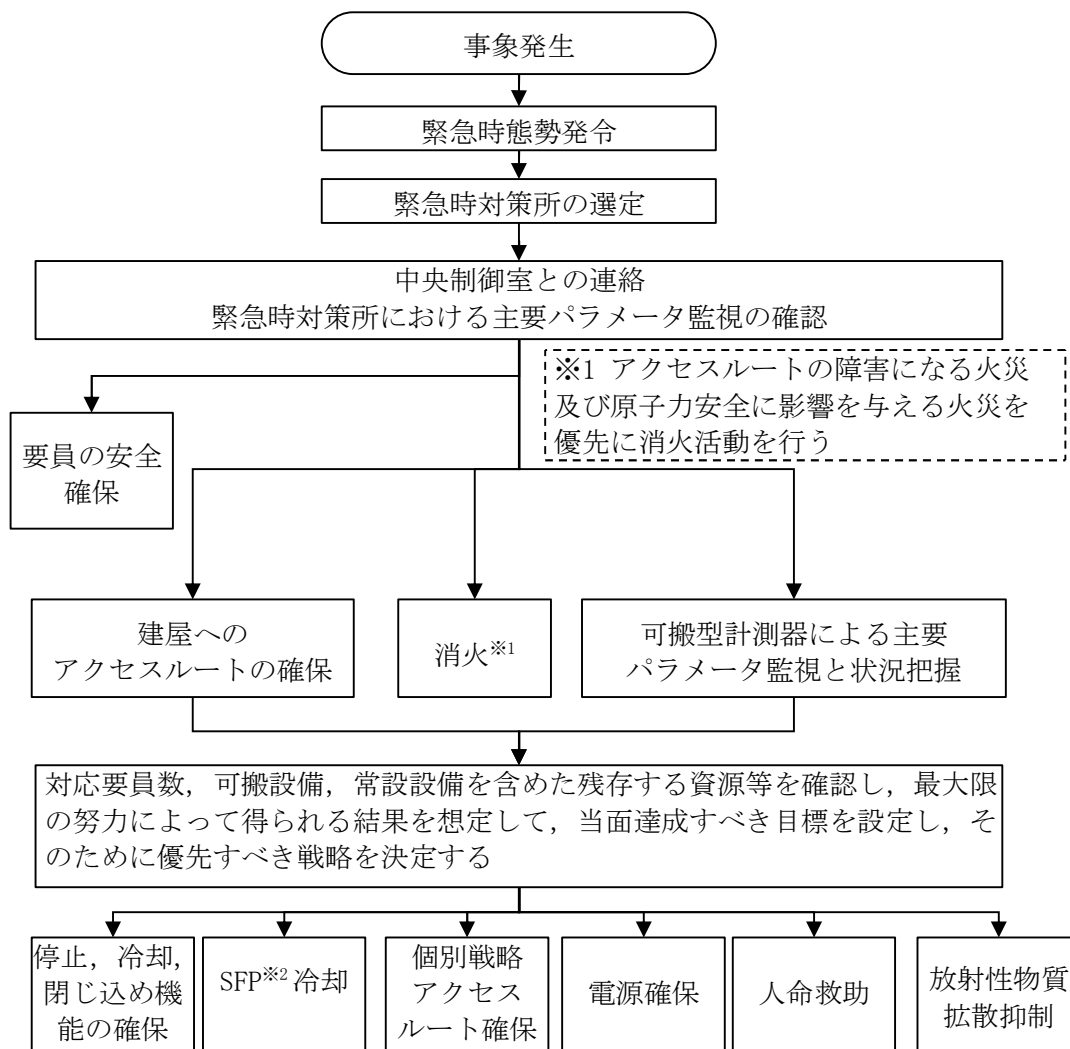 事象発生
緊急時態勢発令
緊急時対策所の選定
中央制御室との連絡
緊急時対策所における主要パラメータ監視の確認
※1 アクセスルートの障害になる火災
及び原子力安全に影響を与える火災を
優先に消火活動を行う
要員の安全
確保
建屋への
アクセスルートの確保
消火※1
可搬型計測器による主要
パラメータ監視と状況把握
対応要員数，可搬設備，常設設備を含めた残存する資源等を確認し，最大限
の努力によって得られる結果を想定して，当面達成すべき目標を設定し，そ
のために優先すべき戦略を決定する
停止，冷却，
閉じ込め機
能の確保
SFP※2 冷却
個別戦略
アクセス
ルート確保
電源確保
人命救助
放射性物質
拡散抑制